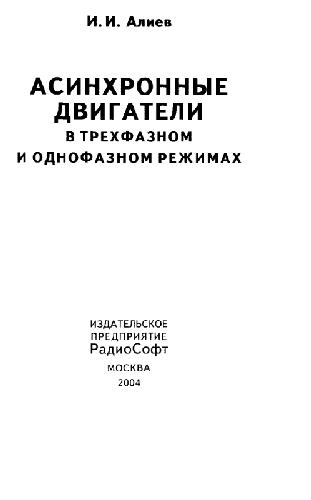 И. И. Алиев
АСИНХРОННЫЕ
ДВИГАТЕЛИ
В ТРЕХФАЗНОМ
И ОДНОФАЗНОМ РЕЖИМАХ
ИЗДАТЕЛЬСКОЕ
ПРЕДПРИЯТИЕ
РадиоСофт
МОСКВА
2004